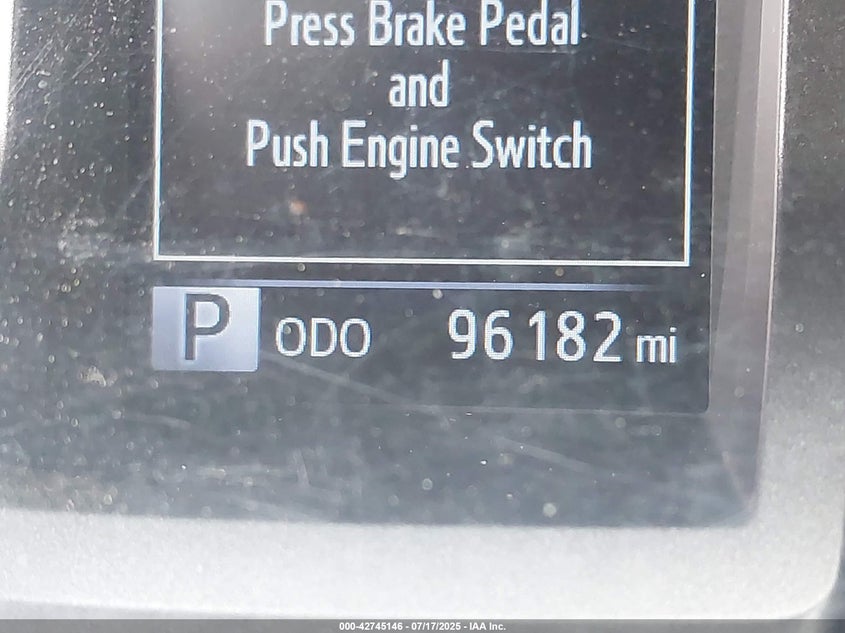 Press Brake Pedal
and
Push Engine Switch
P ODO 96182 mi
000-42745146 - 07/17/2025 - IAA Inc.